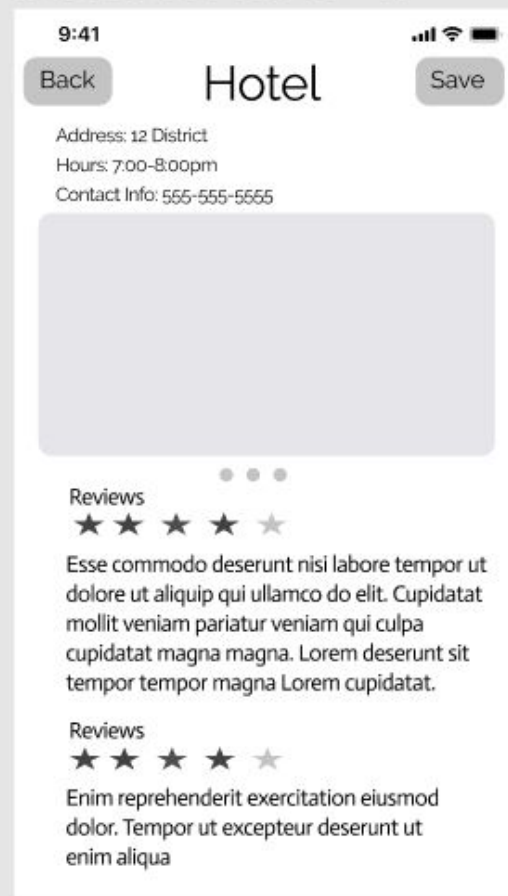 9:41
Back
Hotel
Save
Address: 12 District
Hours: 7:00-8:00pm
Contact Info: 555-555-5555
Reviews
Esse commodo deserunt nisi labore tempor ut
dolore ut aliquip qui ullamco do elit. Cupidatat
mollit veniam pariatur veniam qui culpa
cupidatat magna magna. Lorem deserunt sit
tempor tempor magna Lorem cupidatat.
Reviews
Enim reprehenderit exercitation eiusmod
dolor. Tempor ut excepteur deserunt ut
enim aliqua